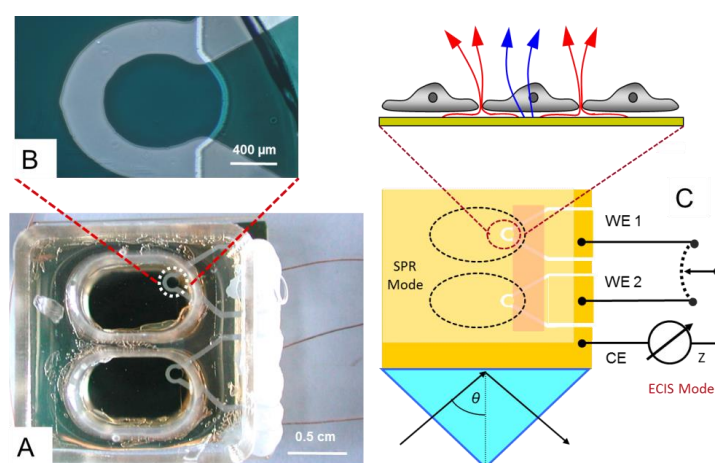 B
400 µm
A
0.5 cm
C
WE 1
SPR
Mode
WE 2
θ
CE
Z
ECIS Mode